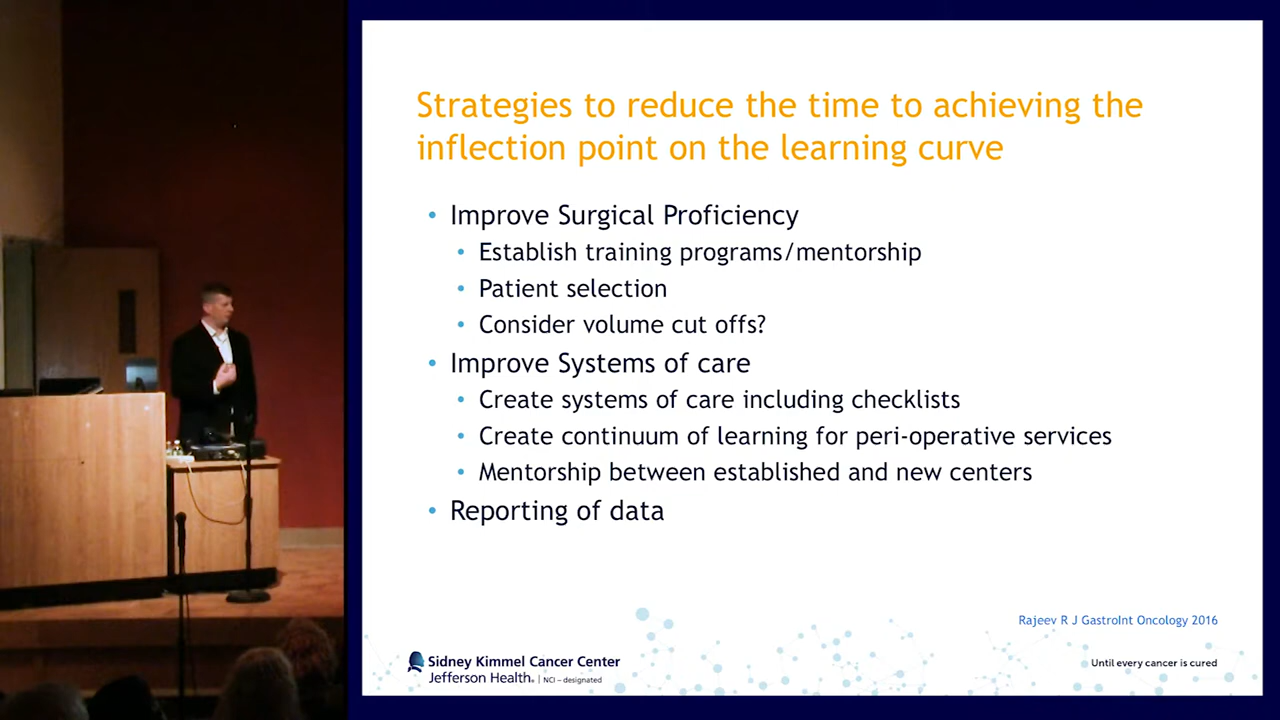 Strategies to reduce the time to achieving the
inflection point on the learning curve
• Improve Surgical Proficiency
• Establish training programs/mentorship
• Patient selection
• Consider volume cut offs?
• Improve Systems of care
• Create systems of care including checklists
• Create continuum of learning for peri-operative services
• Mentorship between established and new centers
• Reporting of data
Rajeev R J GastroInt Oncology 2016
Sidney Kimmel Cancer Center
Jefferson Health® | NCI – designated
Until every cancer is cured